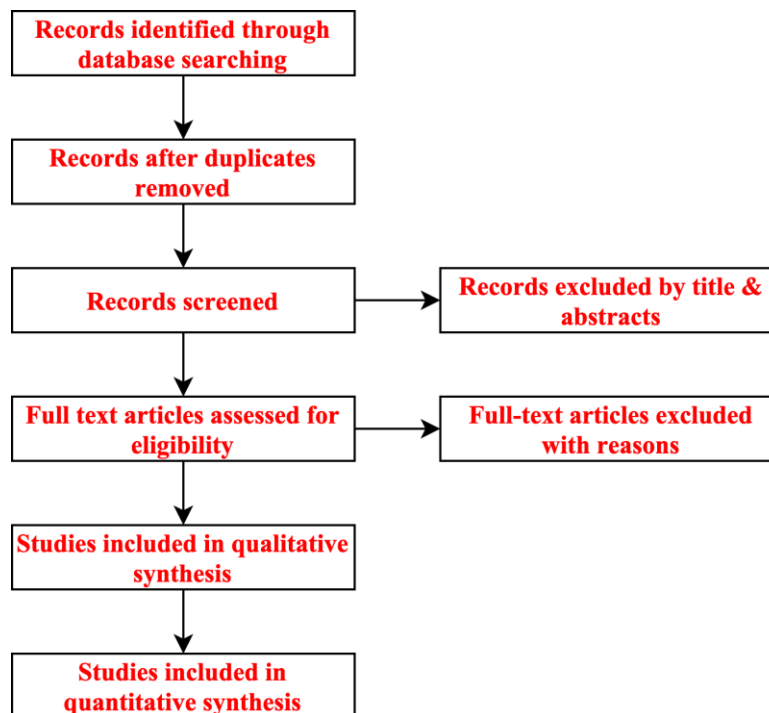 Records identified through
database searching
Records after duplicates
removed
Records screened
Records excluded by title &
abstracts
Full text articles assessed for
eligibility
Full-text articles excluded
with reasons
Studies included in qualitative
synthesis
Studies included in
quantitative synthesis